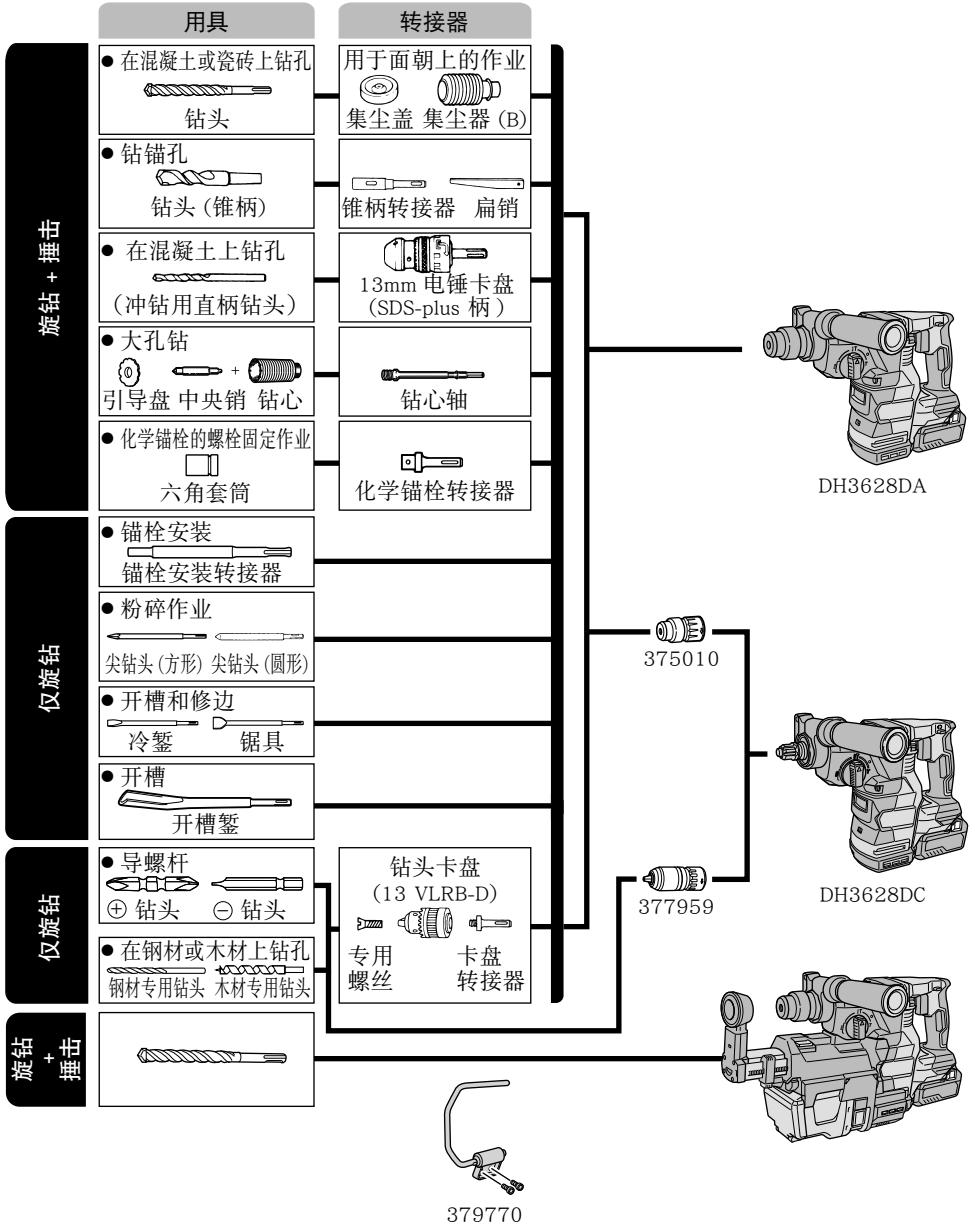 用具
转接器
旋钻 + 捶击
● 在混凝土或瓷砖上钻孔
钻头
用于面朝上的作业
集尘盖 集尘器 (B)
● 钻锚孔
钻头 (锥柄)
锥柄转接器 扁销
● 在混凝土上钻孔
(冲钻用直柄钻头)
13mm 电锤卡盘
(SDS-plus 柄)
● 大孔钻
+
引导盘 中央销 钻心
钻心轴
● 化学锚栓的螺栓固定作业
六角套筒
化学锚栓转接器
DH3628DA
仅旋钻
● 锚栓安装
锚栓安装转接器
● 粉碎作业
尖钻头 (方形) 尖钻头 (圆形)
● 开槽和修边
冷錾 锯具
● 开槽
开槽錾
375010
仅旋钻
● 导螺杆
⊕ 钻头 ⊖ 钻头
● 在钢材或木材上钻孔
钢材专用钻头 木材专用钻头
钻头卡盘
(13 VLRB-D)
专用
螺丝
卡盘
转接器
377959
DH3628DC
旋钻
+
捶击
379770